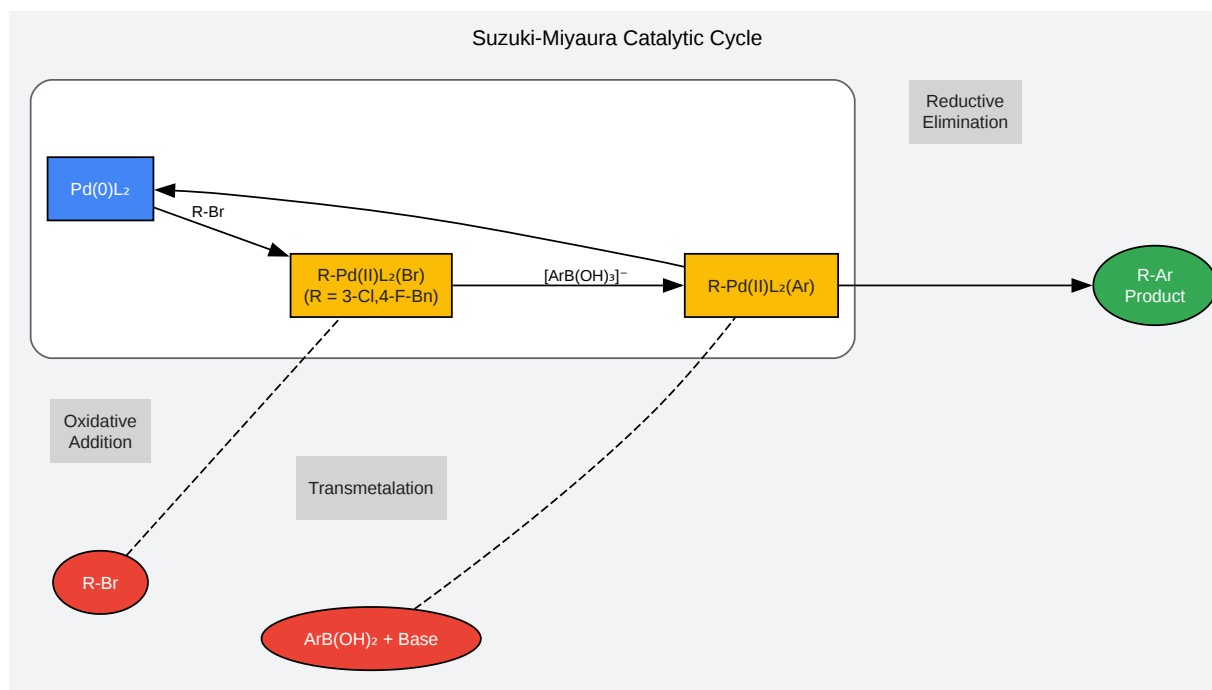 Suzuki-Miyaura Catalytic Cycle
Reductive
Elimination
Pd(0)L₂
R-Br
R-Pd(II)L₂(Br)
(R = 3-Cl,4-F-Bn)
[ArB(OH)₃]⁻
R-Pd(II)L₂(Ar)
R-Ar
Product
Oxidative
Addition
Transmetalation
R-Br
ArB(OH)₂ + Base